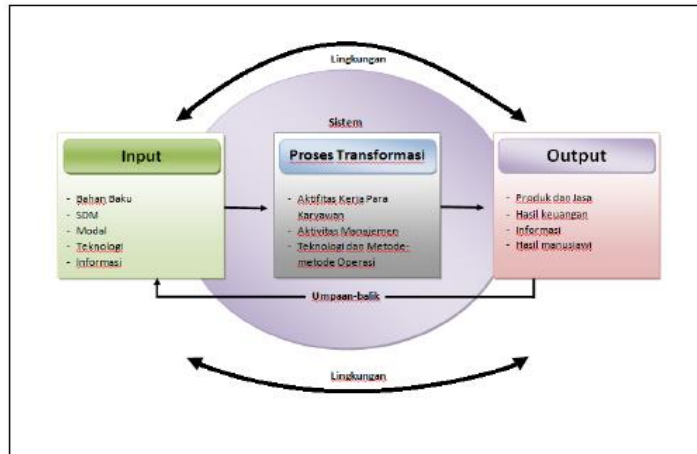 Lingkungan
Sistem
Input
- Bahan Baku
- SDM
- Modal
- Teknologi
- Informasi
Proses Transformasi
- Aktifitas Kerja Para
Karyawan
- Aktivitas Manajemen
- Teknologi dan Metode-
metode Operasi
Output
- Produk dan Jasa
- Hasil keuangan
- Informasi
- Hasil manusiawi
Umpaan-balik
Lingkungan